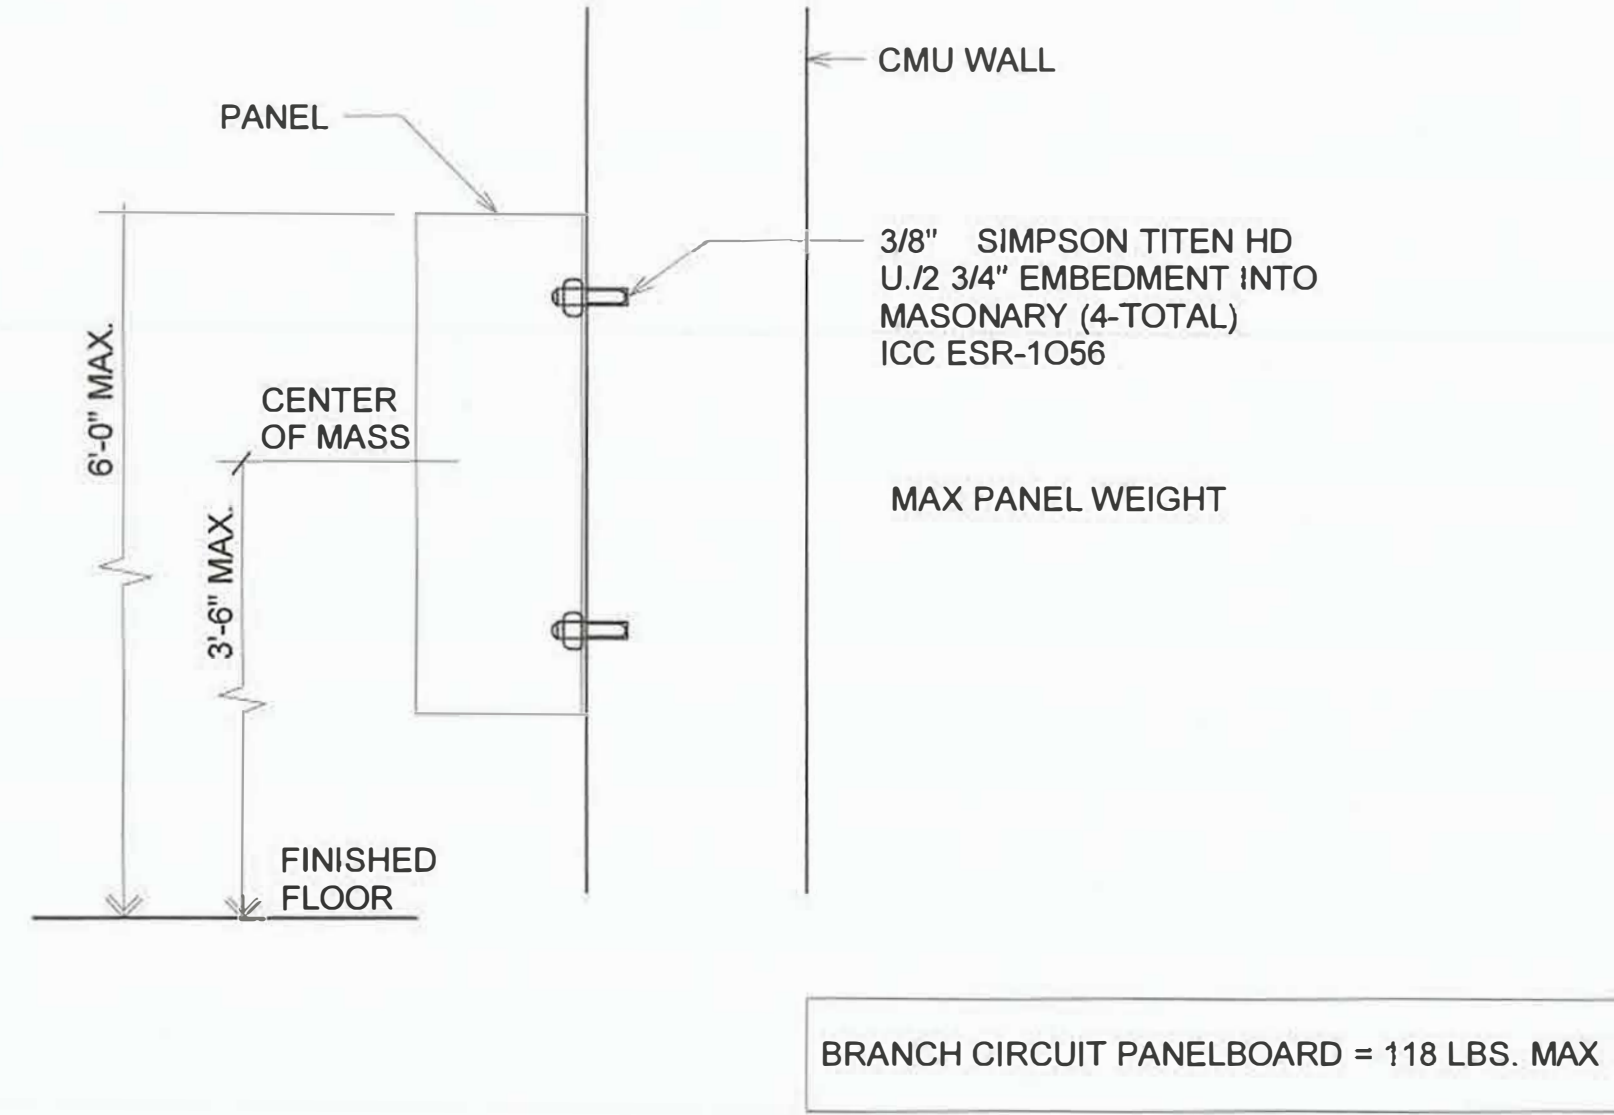 CMU WALL
PANEL
3/8" SIMPSON TITEN HD
U./2 3/4" EMBEDMENT INTO
MASONARY (4-TOTAL)
ICC ESR-1056
6'-0" MAX.
CENTER
OF MASS
MAX PANEL WEIGHT
3'-6" MAX.
FINISHED
FLOOR
BRANCH CIRCUIT PANELBOARD = 118 LBS. MAX